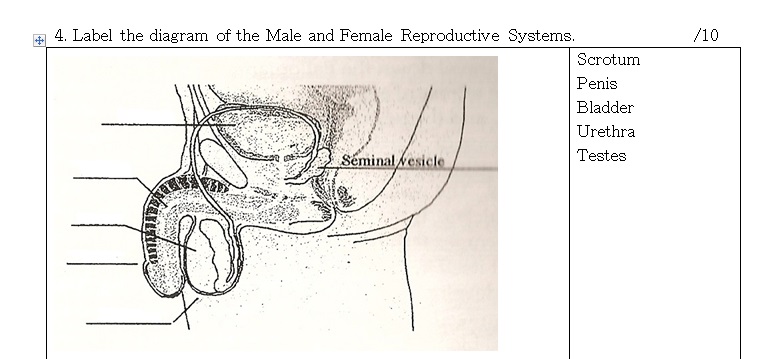 4. Label the diagram of the Male and Female Reproductive Systems. /10
Scrotum
Penis
Bladder
Urethra
Testes
Seminal vesicle